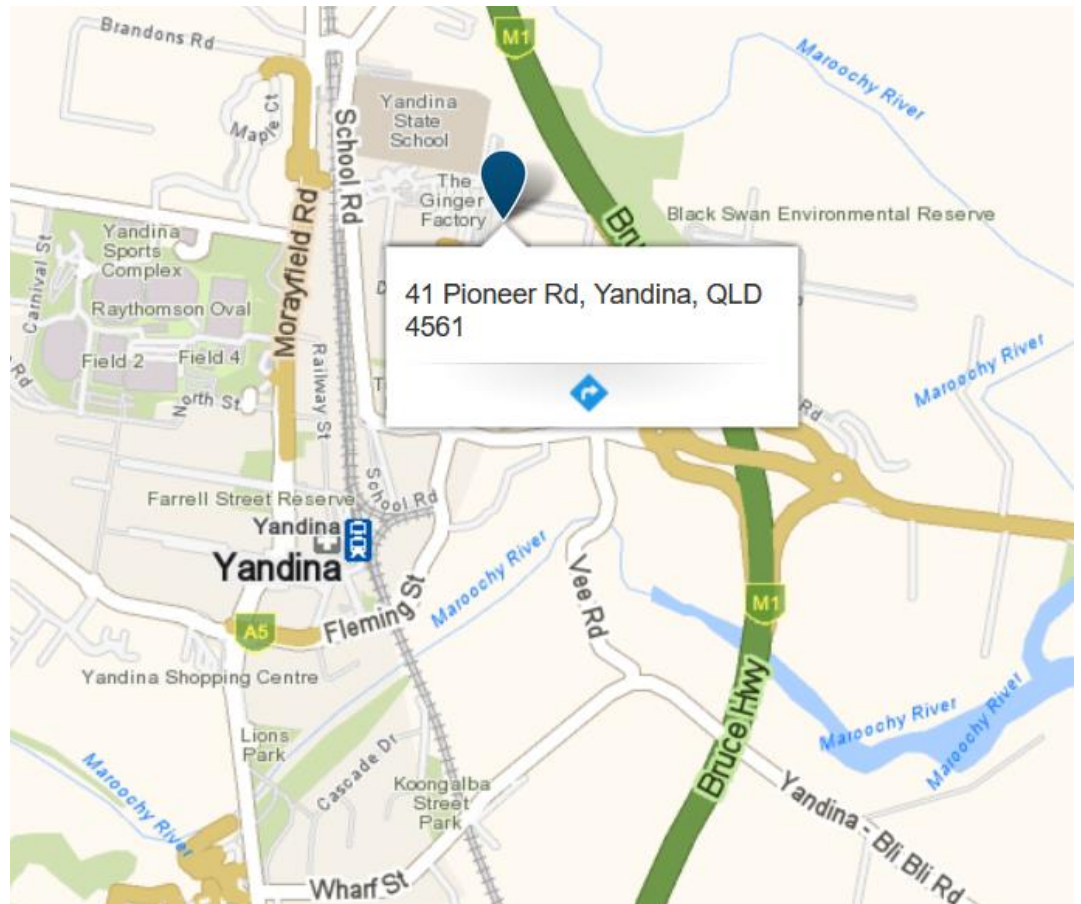 Brandons Rd
M1
Maroochy River
Yandina
State
School
Maple Ct
School Rd
The
Ginger
Factory
Black Swan Environmental Reserve
Morayfield Rd
Carnival St
Yandina
Sports
Complex
41 Pioneer Rd, Yandina, QLD
4561
Raythomson Oval
Field 2
Field 4
Railway St
Maroochy River
North St
Rd
Rd
School Rd
Farrell Street Reserve
Yandina
Yandina
Maroochy River
Vee Rd
M1
A5
Fleming St
Yandina Shopping Centre
Bruce Hwy
Maroochy River
Maroochy River
Lions
Park
Cascade Dr
Koongalba
Street
Park
Maroochy River
Yandina - Bli Bli Rd
Wharf St